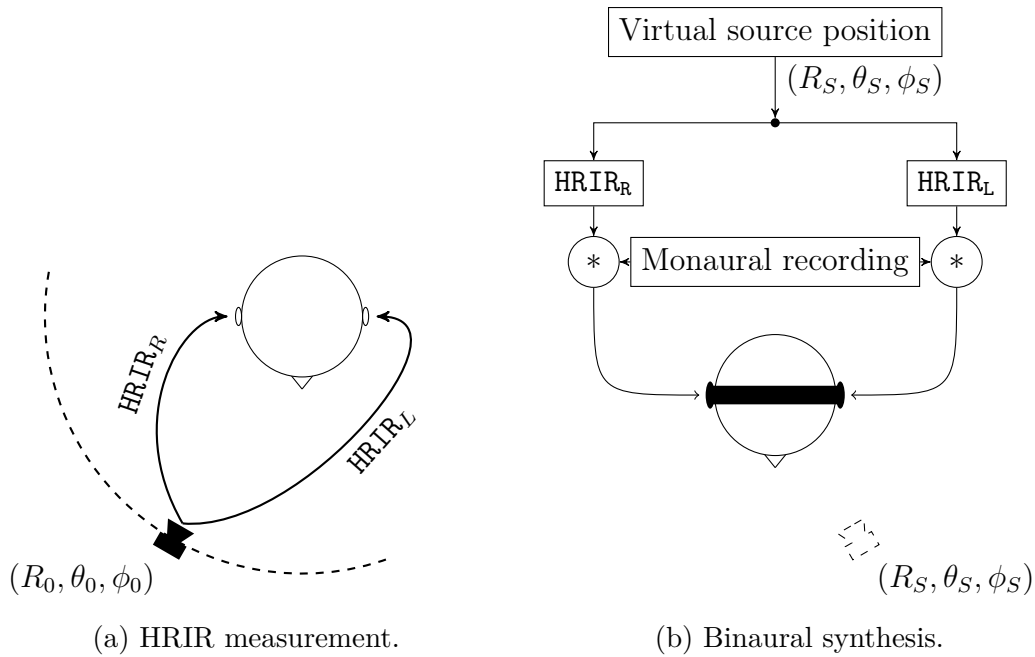 HRIR_R
HRIR_L
(R_0, θ_0, ϕ_0)
(a) HRIR measurement.
Virtual source position
(R_S, θ_S, ϕ_S)
HRIR_R
HRIR_L
* Monaural recording *
(R_S, θ_S, ϕ_S)
(b) Binaural synthesis.